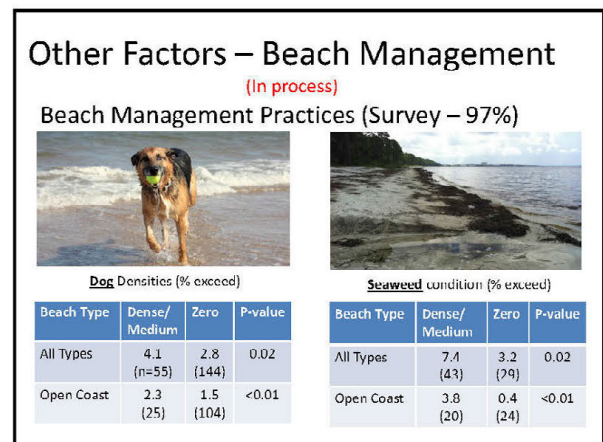 Other Factors – Beach Management
(In process)
Beach Management Practices (Survey – 97%)
Dog Densities (% exceed)
Beach Type Dense/ Medium Zero P-value
All Types 4.1 (n=55) 2.8 (144) 0.02
Open Coast 2.3 (25) 1.5 (104) <0.01
Seaweed condition (% exceed)
Beach Type Dense/ Medium Zero P-value
All Types 7.4 (43) 3.2 (29) 0.02
Open Coast 3.8 (20) 0.4 (24) <0.01